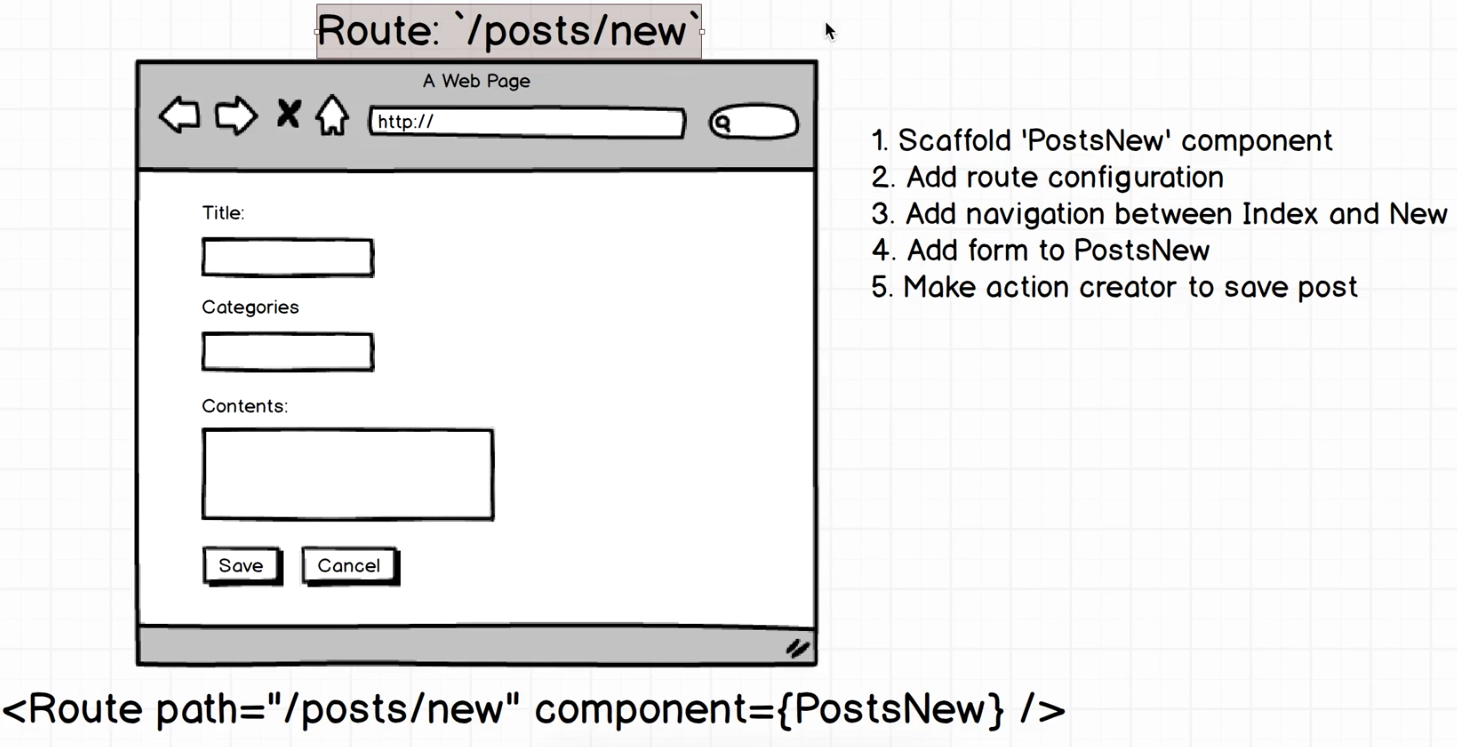 Route: `/posts/new`
A Web Page
http://
Title:
Categories
Contents:
Save
Cancel
1. Scaffold 'PostsNew' component
2. Add route configuration
3. Add navigation between Index and New
4. Add form to PostsNew
5. Make action creator to save post
<Route path="/posts/new" component={PostsNew} />